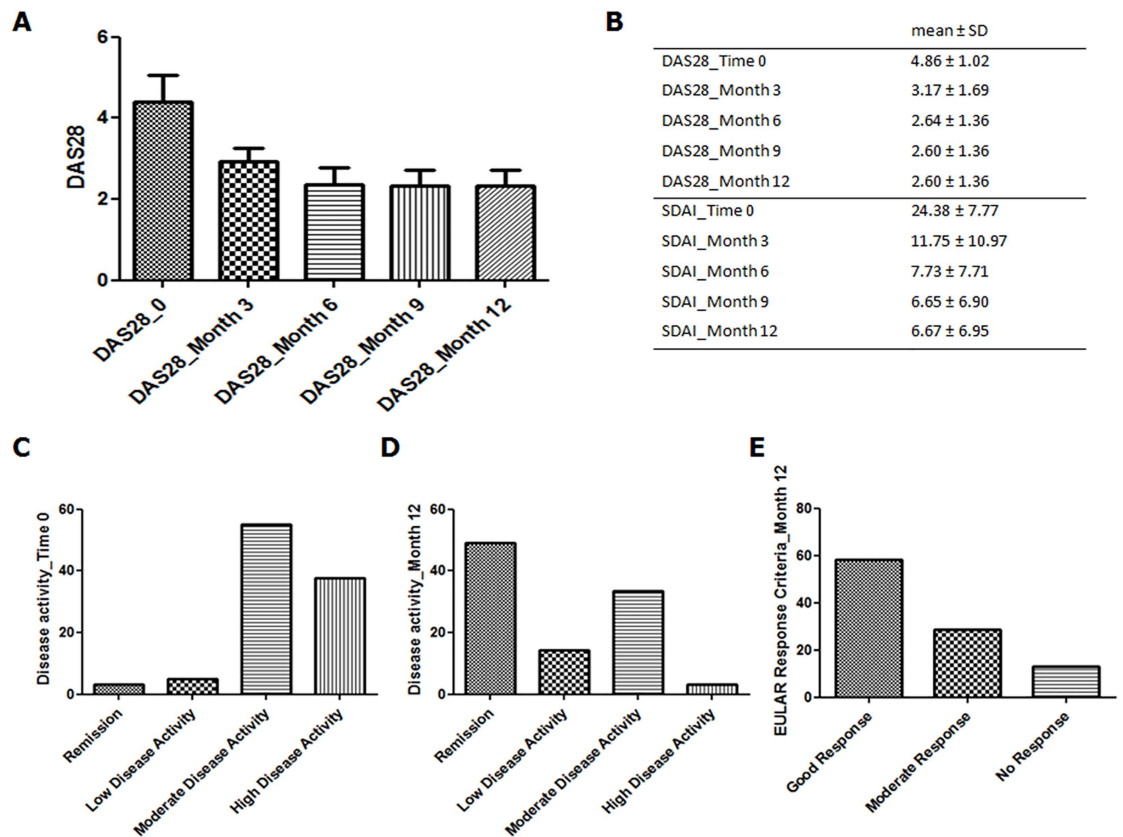 A
6
4
2
0
DAS28
DAS28_0
DAS28_Month 3
DAS28_Month 6
DAS28_Month 9
DAS28_Month 12
B
mean ± SD
DAS28_Time 0 4.86 ± 1.02
DAS28_Month 3 3.17 ± 1.69
DAS28_Month 6 2.64 ± 1.36
DAS28_Month 9 2.60 ± 1.36
DAS28_Month 12 2.60 ± 1.36
SDAI_Time 0 24.38 ± 7.77
SDAI_Month 3 11.75 ± 10.97
SDAI_Month 6 7.73 ± 7.71
SDAI_Month 9 6.65 ± 6.90
SDAI_Month 12 6.67 ± 6.95
C
Disease activity_Time 0
60
40
20
0
Remission
Low Disease Activity
Moderate Disease Activity
High Disease Activity
D
Disease activity_Month 12
60
40
20
0
Remission
Low Disease Activity
Moderate Disease Activity
High Disease Activity
E
EULAR Response Criteria_Month 12
80
60
40
20
0
Good Response
Moderate Response
No Response